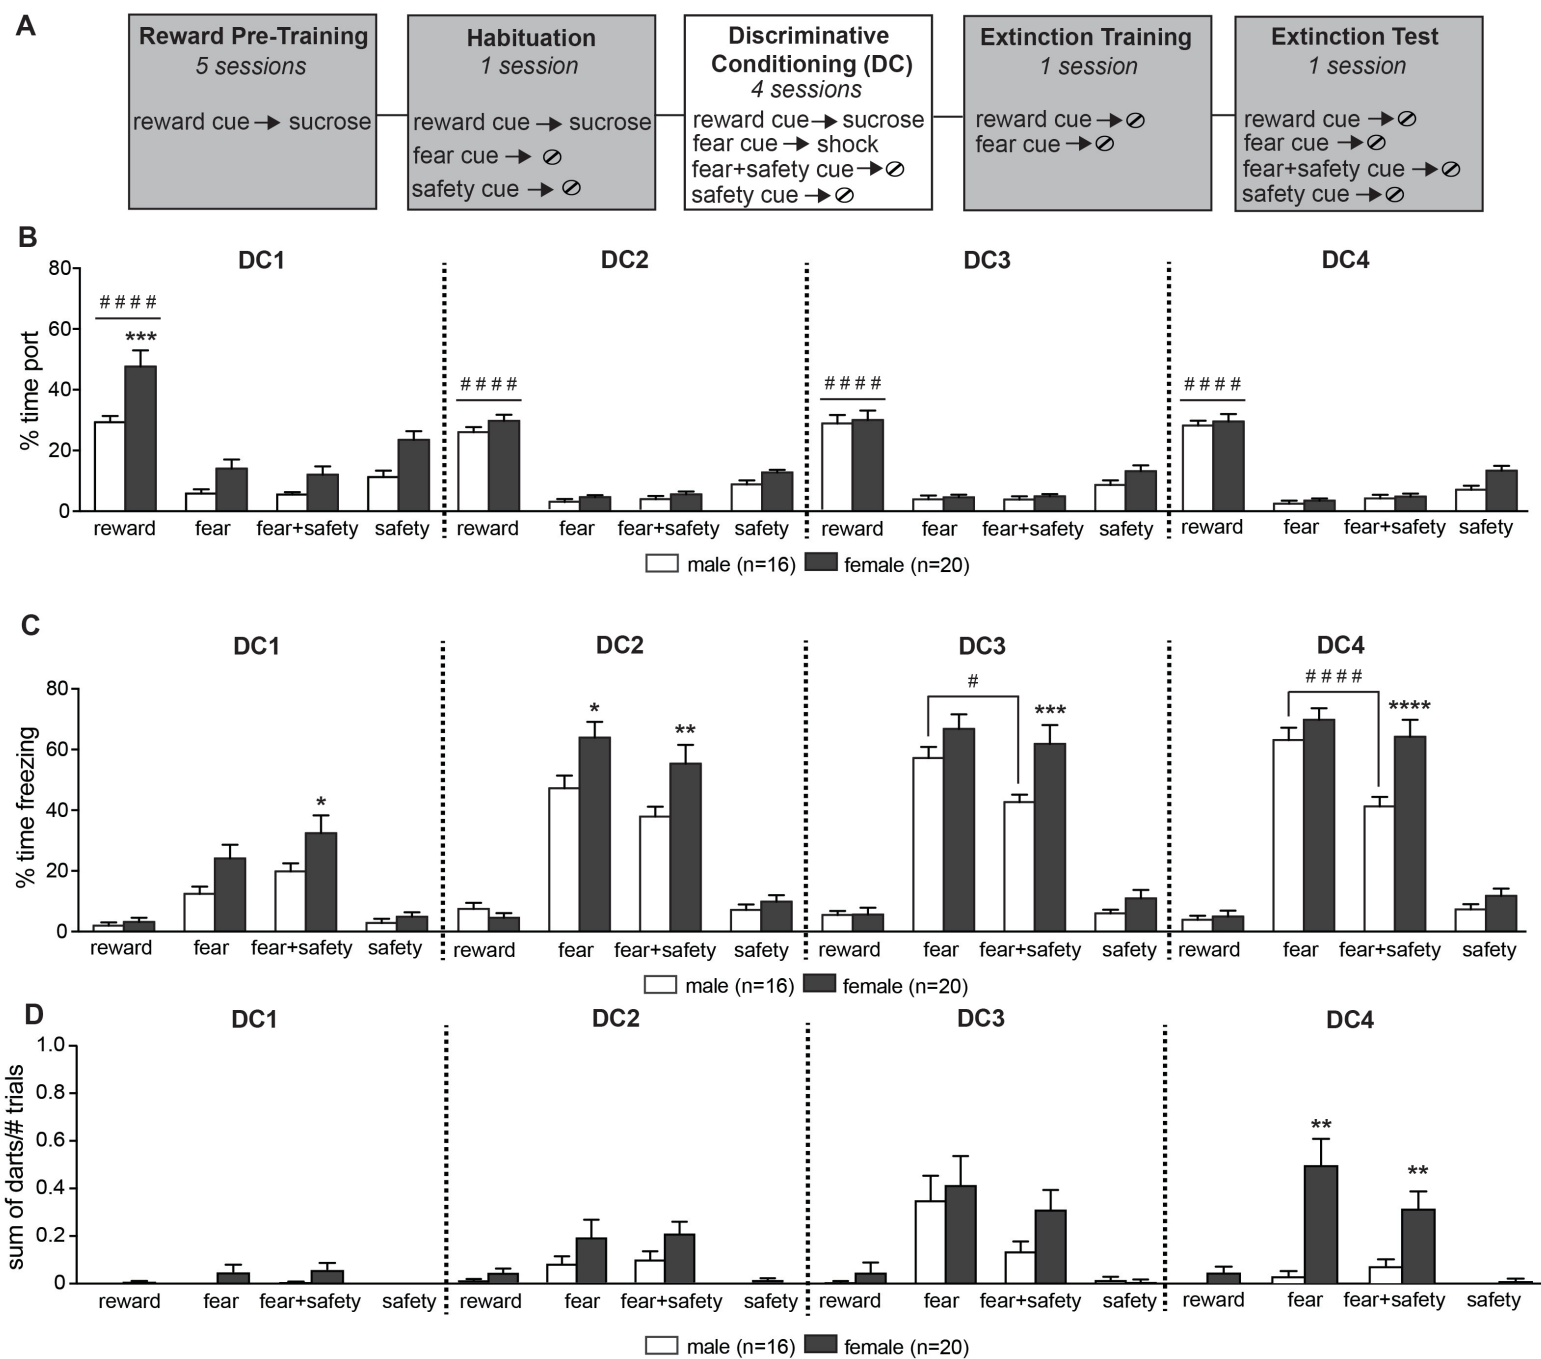 A
Reward Pre-Training
5 sessions
reward cue → sucrose
Habituation
1 session
reward cue → sucrose
fear cue → ⊘
safety cue → ⊘
Discriminative
Conditioning (DC)
4 sessions
reward cue → sucrose
fear cue → shock
fear+safety cue → ⊘
safety cue → ⊘
Extinction Training
1 session
reward cue → ⊘
fear cue → ⊘
Extinction Test
1 session
reward cue → ⊘
fear cue → ⊘
fear+safety cue → ⊘
safety cue → ⊘
B
DC1 DC2 DC3 DC4
% time port
80
60
40
20
0
# # # #
***
# # # #
# # # #
# # # #
reward fear fear+safety safety reward fear fear+safety safety reward fear fear+safety safety reward fear fear+safety safety
male (n=16) female (n=20)
C
DC1 DC2 DC3 DC4
% time freezing
80
60
40
20
0
*
*
**
#
***
# # # #
****
reward fear fear+safety safety reward fear fear+safety safety reward fear fear+safety safety reward fear fear+safety safety
male (n=16) female (n=20)
D
DC1 DC2 DC3 DC4
sum of darts/# trials
1.0
0.8
0.6
0.4
0.2
0
**
**
reward fear fear+safety safety reward fear fear+safety safety reward fear fear+safety safety reward fear fear+safety safety
male (n=16) female (n=20)